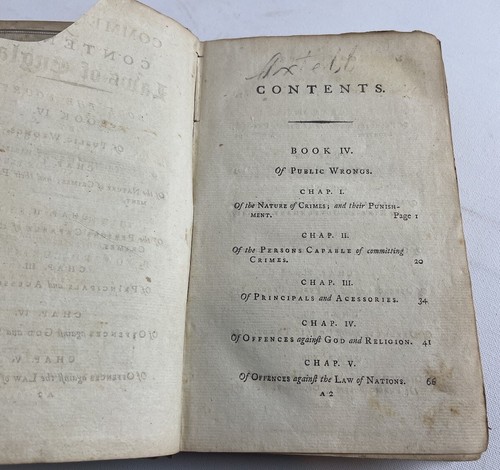 CONTENTS.
BOOK IV.
Of PUBLIC WRONGS.
CHAP. I.
Of the NATURE of CRIMES; and their PUNISH-
MENT. Page 1
CHAP. II.
Of the PERSONS CAPABLE of committing
CRIMES. 20
CHAP. III.
Of PRINCIPALS and ACESSORIES. 34
CHAP. IV.
Of OFFENCES againſt GOD and RELIGION. 41
CHAP. V.
Of OFFENCES againſt the LAW of NATIONS. 66
A 2